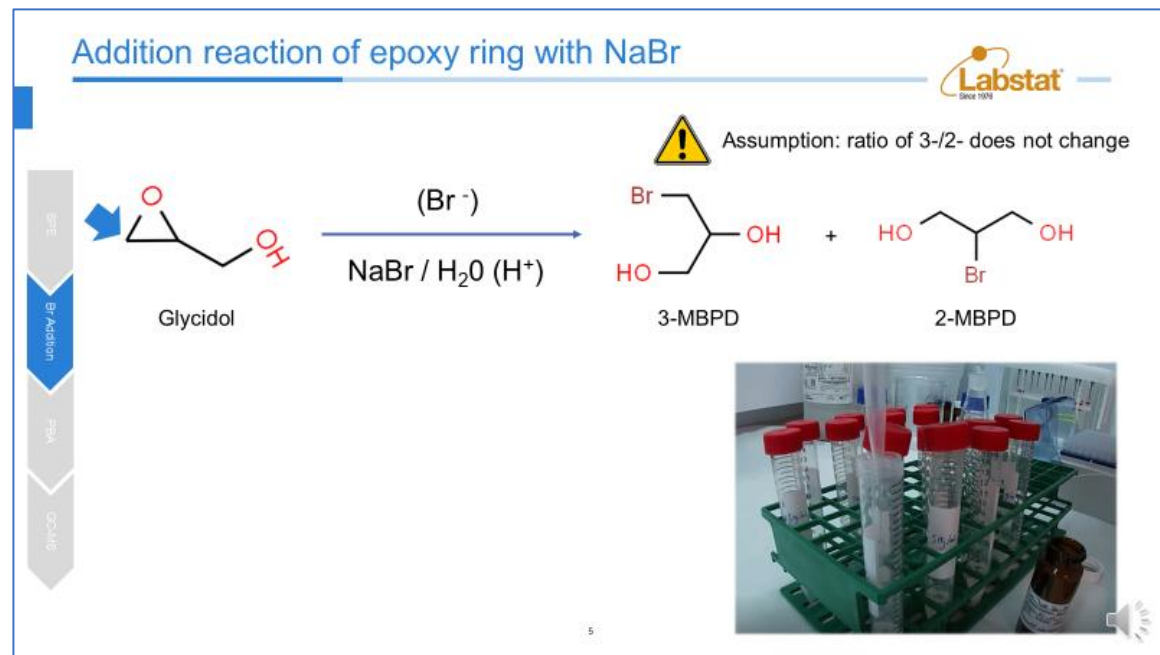 Addition reaction of epoxy ring with NaBr
Labstat
Since 1976
Assumption: ratio of 3-/2- does not change
SPE
Br Addition
PBA
GC/MS
O
OH
(Br -)
NaBr / H20 (H+)
Br
OH
HO
+
HO
OH
Br
Glycidol
3-MBPD
2-MBPD
5